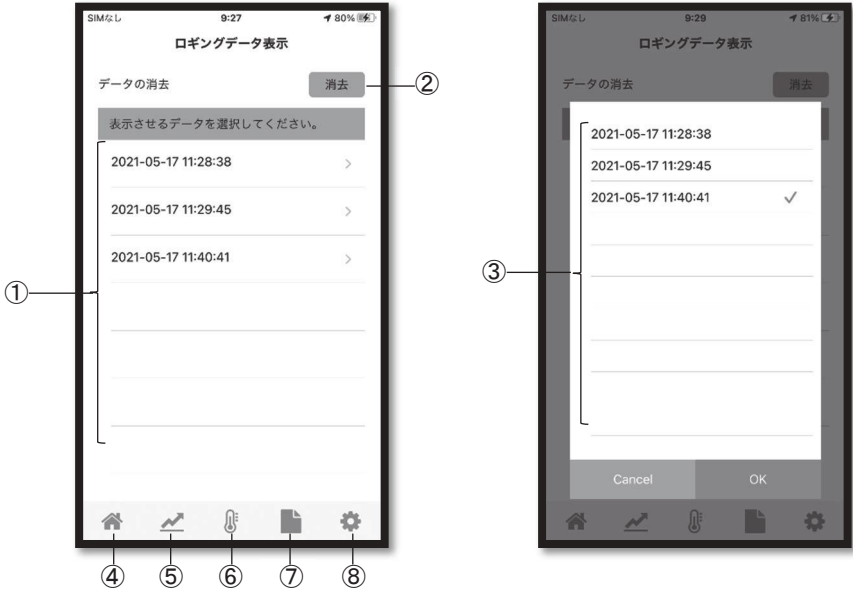 SIMなし 9:27 80%
ロギングデータ表示
データの消去 消去 ②
表示させるデータを選択してください。
2021-05-17 11:28:38
2021-05-17 11:29:45
2021-05-17 11:40:41
①
④ ⑤ ⑥ ⑦ ⑧
SIMなし 9:29 81%
ロギングデータ表示
データの消去 消去
2021-05-17 11:28:38
2021-05-17 11:29:45
2021-05-17 11:40:41
③
Cancel OK